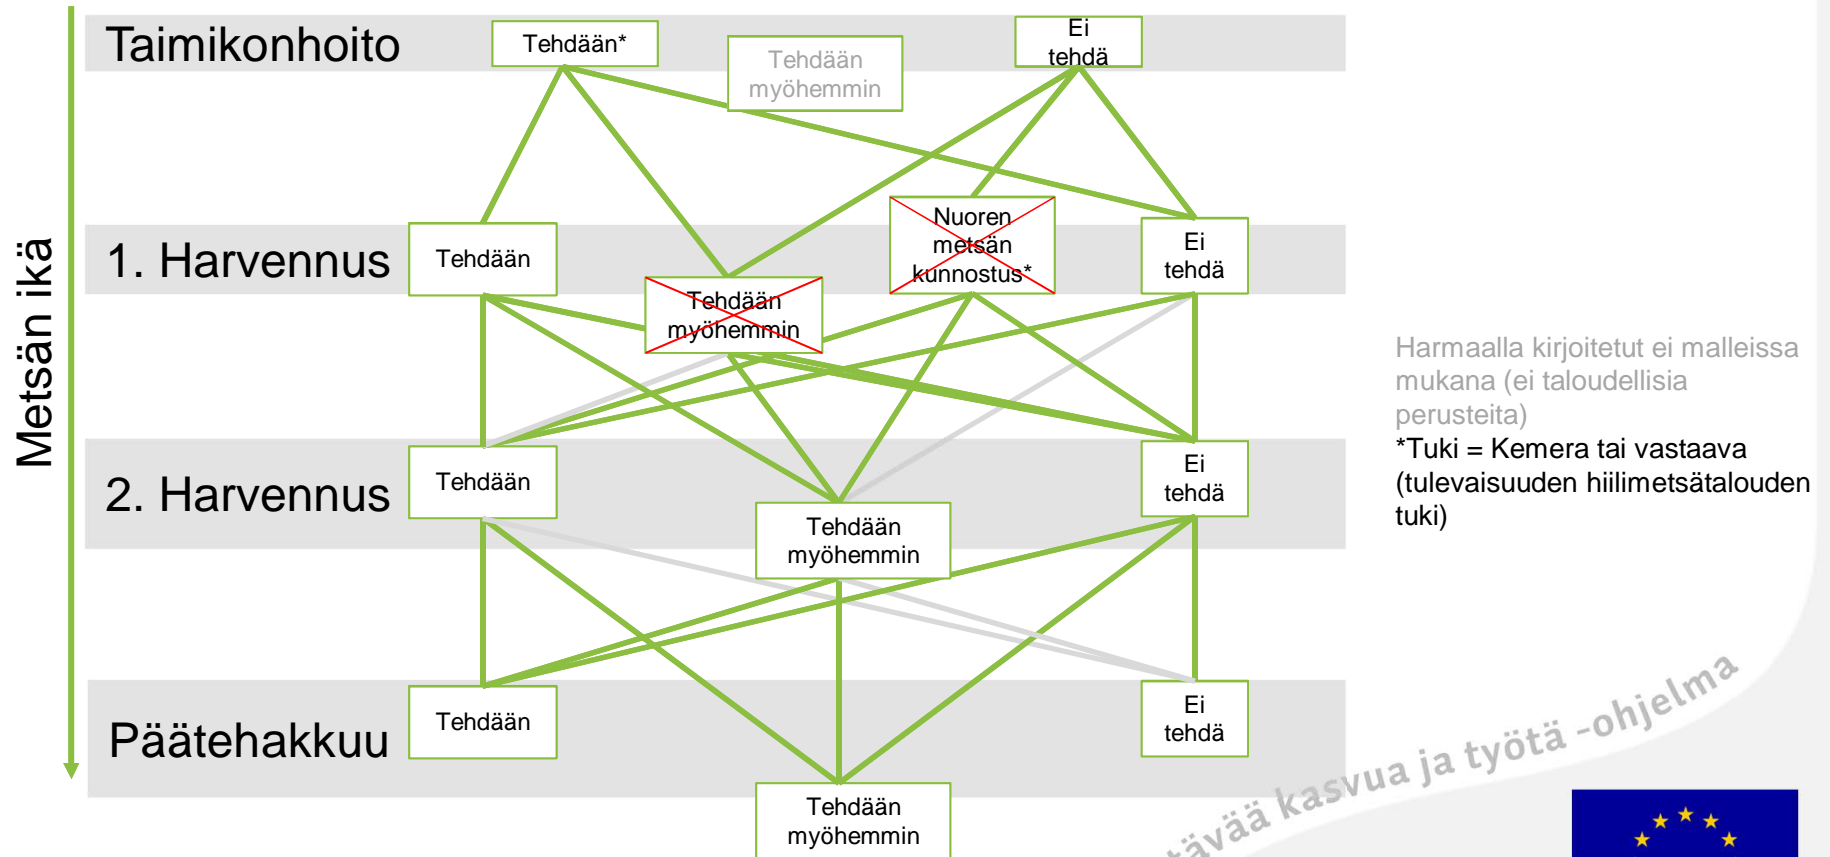 Metsän ikä
Taimikonhoito
Tehdään*
Tehdään
myöhemmin
Ei
tehdä
1. Harvennus
Tehdään
Tehdään
myöhemmin
Nuoren
metsän
kunnostus*
Ei
tehdä
2. Harvennus
Tehdään
Tehdään
myöhemmin
Ei
tehdä
Päätehakkuu
Tehdään
Tehdään
myöhemmin
Ei
tehdä
Harmaalla kirjoitetut ei malleissa
mukana (ei taloudellisia
perusteita)
*Tuki = Kemera tai vastaava
(tulevaisuuden hiilimetsätalouden
tuki)
kasvua ja työtä -ohjelma